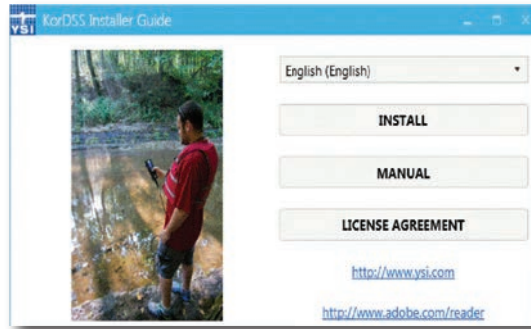 YSI
KorDSS Installer Guide
English (English)
INSTALL
MANUAL
LICENSE AGREEMENT
http://www.ysi.com
http://www.adobe.com/reader